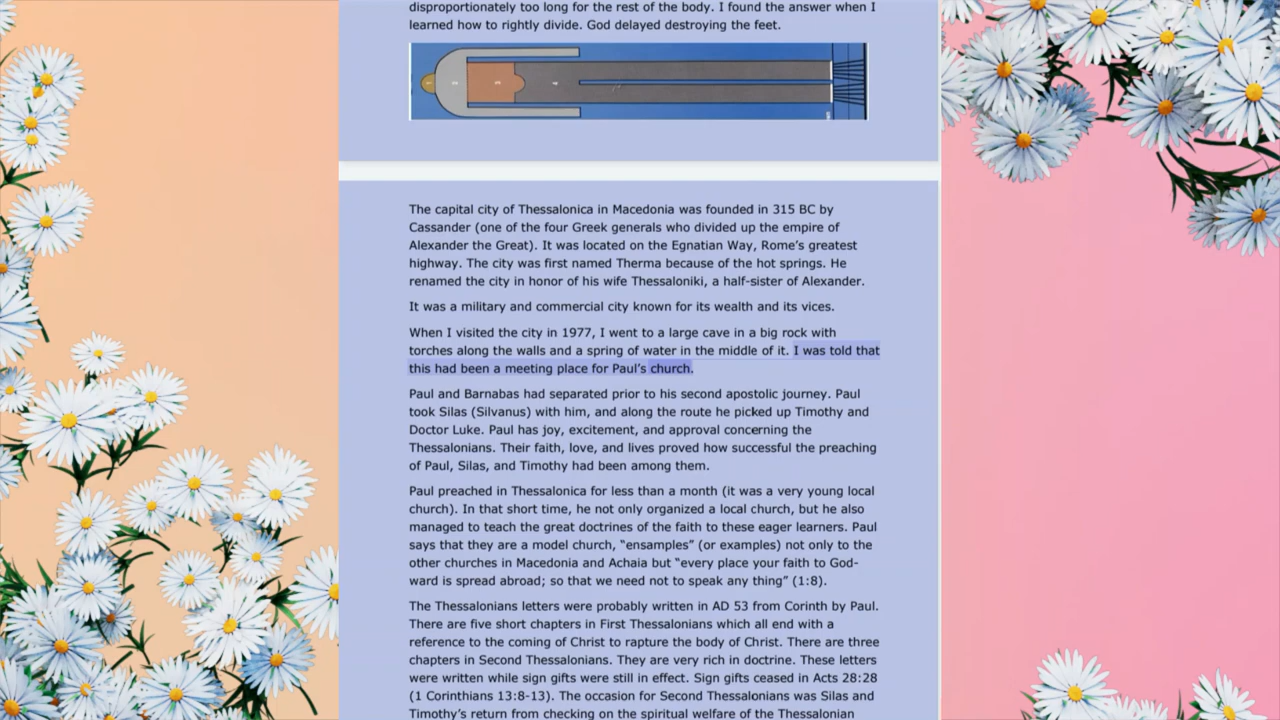 disproportionately too long for the rest of the body. I found the answer when I
learned how to rightly divide. God delayed destroying the feet.
1 2 3 4
The capital city of Thessalonica in Macedonia was founded in 315 BC by
Cassander (one of the four Greek generals who divided up the empire of
Alexander the Great). It was located on the Egnatian Way, Rome’s greatest
highway. The city was first named Therma because of the hot springs. He
renamed the city in honor of his wife Thessaloniki, a half-sister of Alexander.
It was a military and commercial city known for its wealth and its vices.
When I visited the city in 1977, I went to a large cave in a big rock with
torches along the walls and a spring of water in the middle of it. I was told that
this had been a meeting place for Paul’s church.
Paul and Barnabas had separated prior to his second apostolic journey. Paul
took Silas (Silvanus) with him, and along the route he picked up Timothy and
Doctor Luke. Paul has joy, excitement, and approval concerning the
Thessalonians. Their faith, love, and lives proved how successful the preaching
of Paul, Silas, and Timothy had been among them.
Paul preached in Thessalonica for less than a month (it was a very young local
church). In that short time, he not only organized a local church, but he also
managed to teach the great doctrines of the faith to these eager learners. Paul
says that they are a model church, “ensamples” (or examples) not only to the
other churches in Macedonia and Achaia but “every place your faith to God-
ward is spread abroad; so that we need not to speak any thing” (1:8).
The Thessalonians letters were probably written in AD 53 from Corinth by Paul.
There are five short chapters in First Thessalonians which all end with a
reference to the coming of Christ to rapture the body of Christ. There are three
chapters in Second Thessalonians. They are very rich in doctrine. These letters
were written while sign gifts were still in effect. Sign gifts ceased in Acts 28:28
(1 Corinthians 13:8-13). The occasion for Second Thessalonians was Silas and
Timothy’s return from checking on the spiritual welfare of the Thessalonian